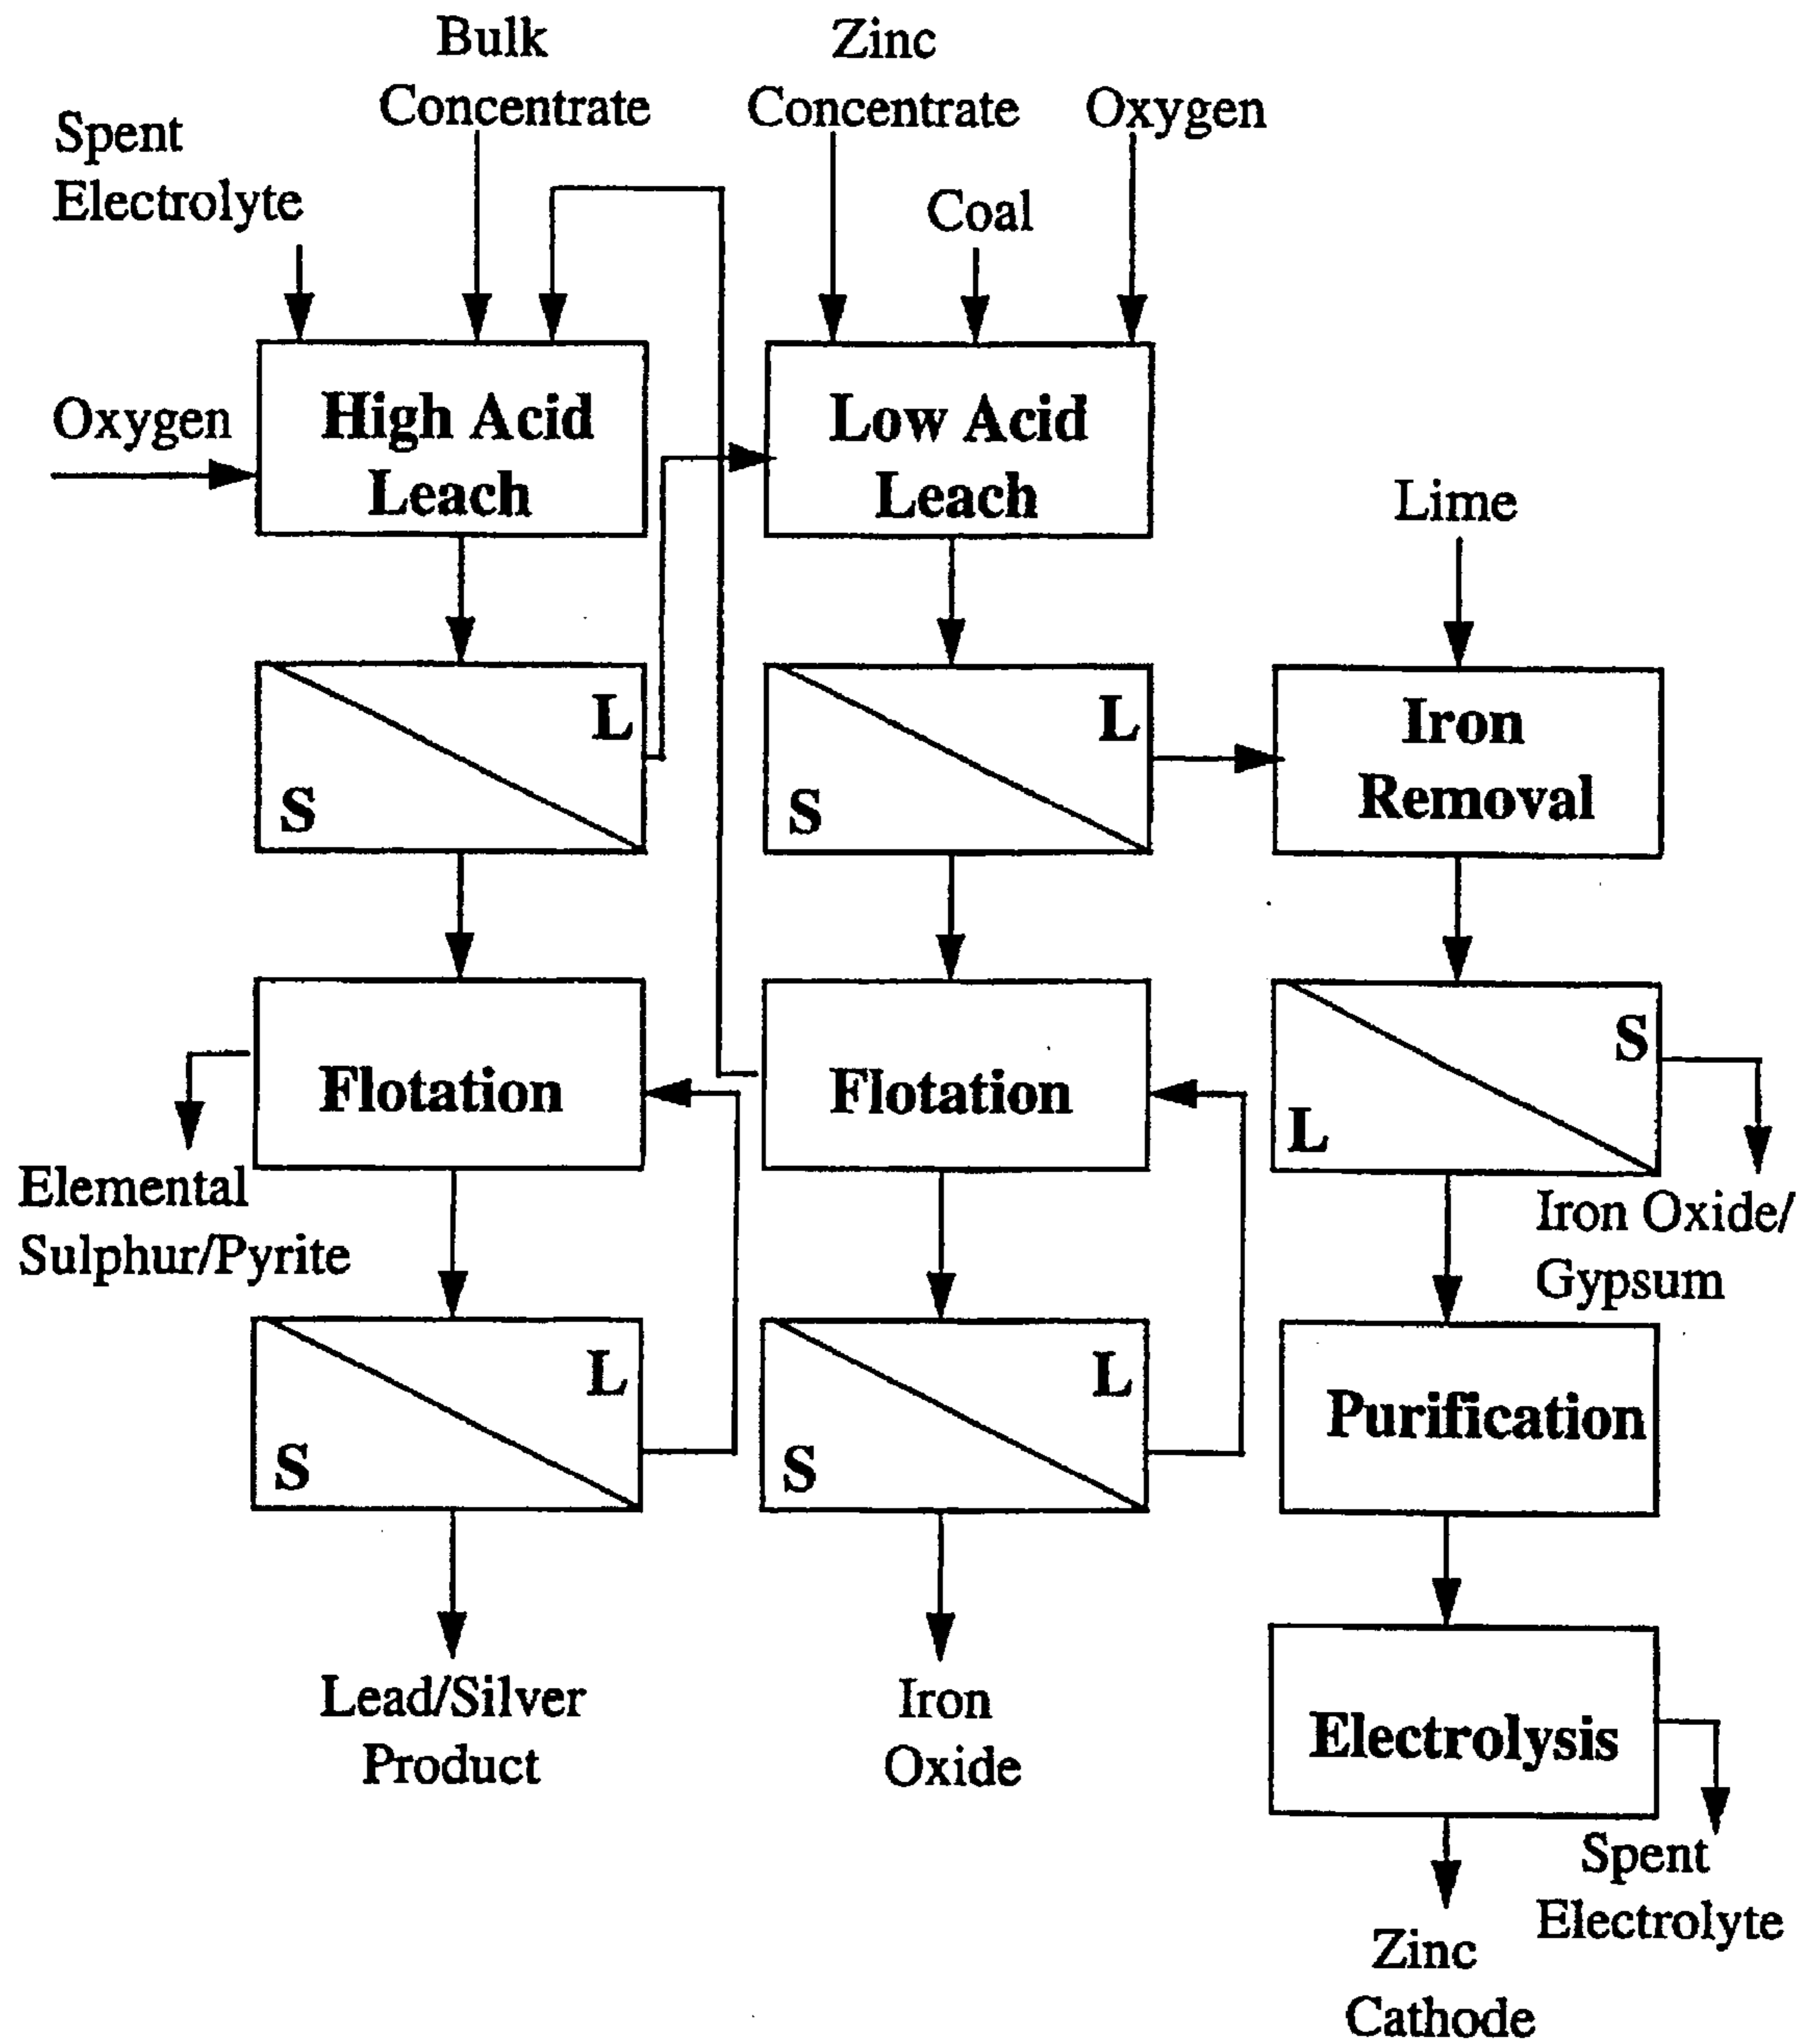 Bulk
Concentrate
Zinc
Concentrate
Oxygen
Spent
Electrolyte
Coal
Oxygen
High Acid
Leach
Low Acid
Leach
Lime
L
S
L
S
Iron
Removal
Flotation
Flotation
S
L
Elemental
Sulphur/Pyrite
Iron Oxide/
Gypsum
L
S
L
S
Purification
Lead/Silver
Product
Iron
Oxide
Electrolysis
Spent
Electrolyte
Zinc
Cathode